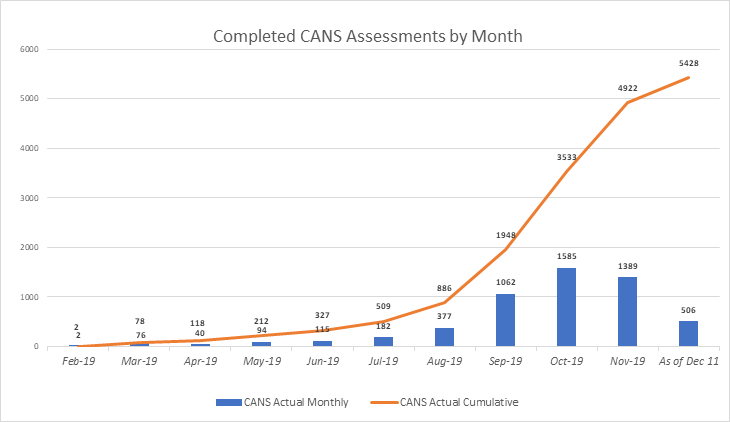 Completed CANS Assessments by Month
6000
5000
4000
3000
2000
1000
0
2 78 118 212 327 509 886 1948 3533 4922 5428
2 76 40 94 115 182 377 1062 1585 1389 506
Feb-19 Mar-19 Apr-19 May-19 Jun-19 Jul-19 Aug-19 Sep-19 Oct-19 Nov-19 As of Dec 11
CANS Actual Monthly CANS Actual Cumulative